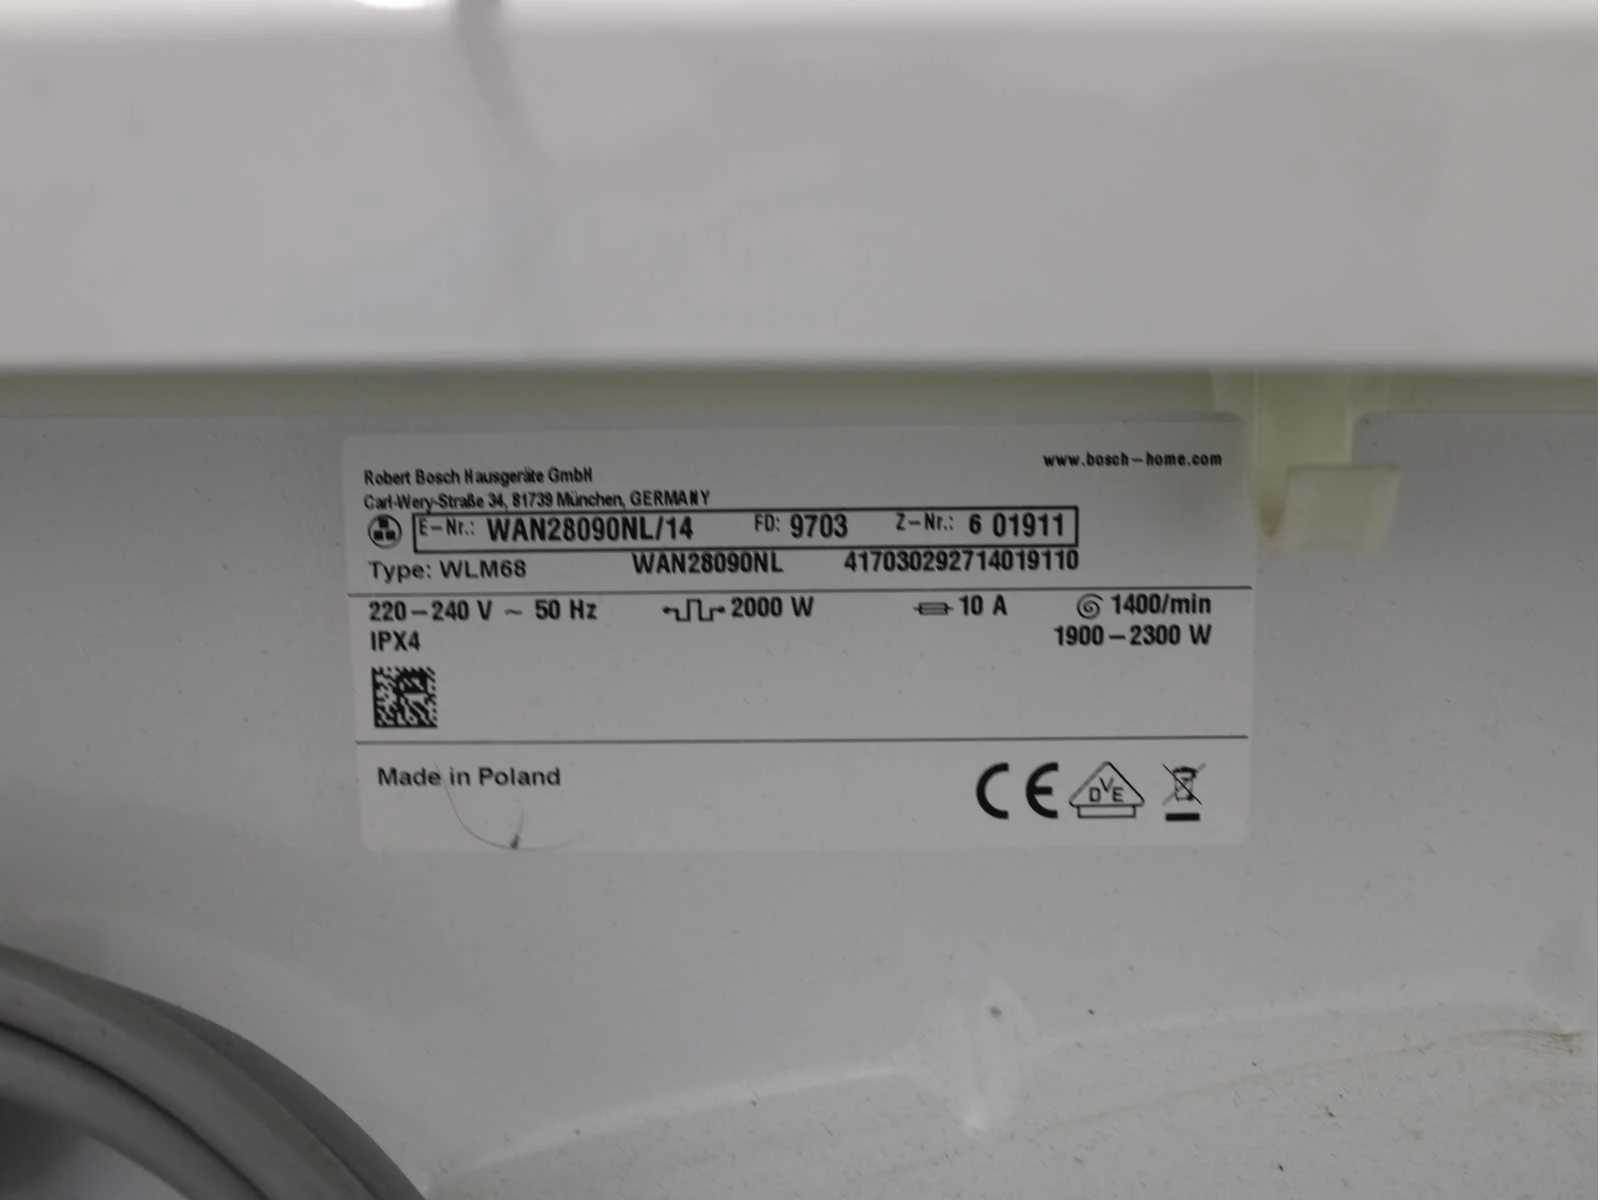 www.bosch-home.com
Robert Bosch Hausgeräte GmbH
Carl-Wery-Straße 34, 81739 München, GERMANY
E-Nr.: WAN28090NL/14 FD: 9703 Z-Nr.: 6 01911
Type: WLM68 WAN28090NL 417030292714019110
220-240 V ~ 50 Hz 2000 W 10 A 1400/min
IPX4 1900-2300 W
Made in Poland
CE DVE